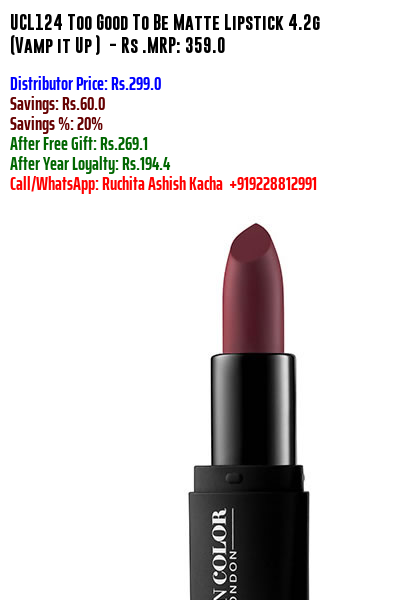 UCL124 Too Good To Be Matte Lipstick 4.2g
(Vamp it Up ) - Rs .MRP: 359.0
Distributor Price: Rs.299.0
Savings: Rs.60.0
Savings %: 20%
After Free Gift: Rs.269.1
After Year Loyalty: Rs.194.4
Call/WhatsApp: Ruchita Ashish Kacha +919228812991
N COLOR
ONDON